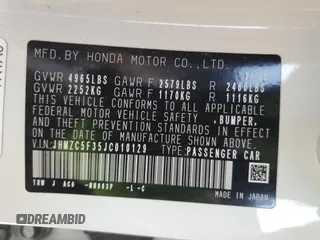 MFD.BY HONDA MOTOR CO.,LTD.
GVWR 4965LBS GAWR F 2579LBS R 2460LBS
GVWR 2252KG GAWR F 1170KG R 1116KG
THIS VEHICLE CONFORMS TO ALL APPLICABLE FEDERAL MOTOR VEHICLE SAFETY, BUMPER, AND THEFT PREVENTION STANDARDS IN EFFECT ON THE DATE OF MANUFACTURE SHOWN ABOVE.
VIN:JHMZC5F35JC010129 TYPE:PASSENGER CAR
MADE IN JAPAN
DREAMBID